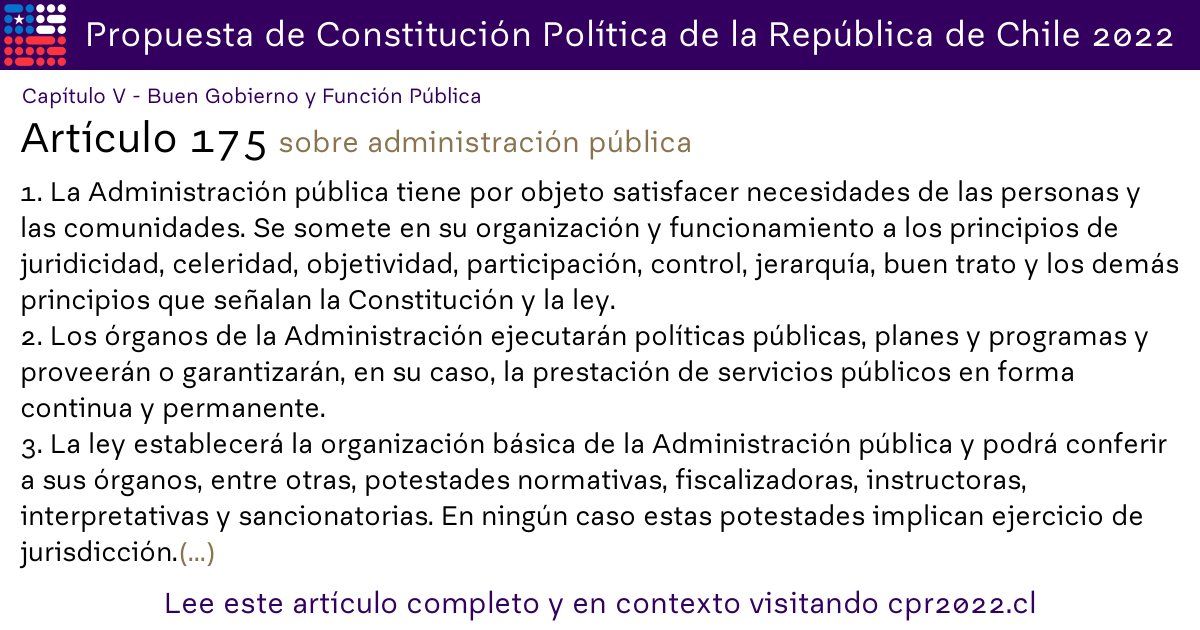 Propuesta de Constitución Política de la República de Chile 2022
Capítulo V - Buen Gobierno y Función Pública
Artículo 175 sobre administración pública
1. La Administración pública tiene por objeto satisfacer necesidades de las personas y
las comunidades. Se somete en su organización y funcionamiento a los principios de
juridicidad, celeridad, objetividad, participación, control, jerarquía, buen trato y los demás
principios que señalan la Constitución y la ley.
2. Los órganos de la Administración ejecutarán políticas públicas, planes y programas y
proveerán o garantizarán, en su caso, la prestación de servicios públicos en forma
continua y permanente.
3. La ley establecerá la organización básica de la Administración pública y podrá conferir
a sus órganos, entre otras, potestades normativas, fiscalizadoras, instructoras,
interpretativas y sancionatorias. En ningún caso estas potestades implican ejercicio de
jurisdicción.(...)
Lee este artículo completo y en contexto visitando cpr2022.cl